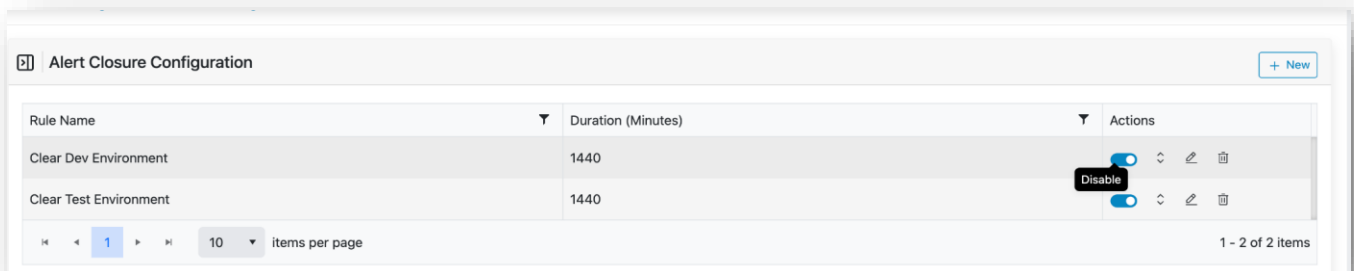 Alert Closure Configuration
+ New
Rule Name Duration (Minutes) Actions
Clear Dev Environment 1440
Disable
Clear Test Environment 1440
1 10 items per page 1 - 2 of 2 items